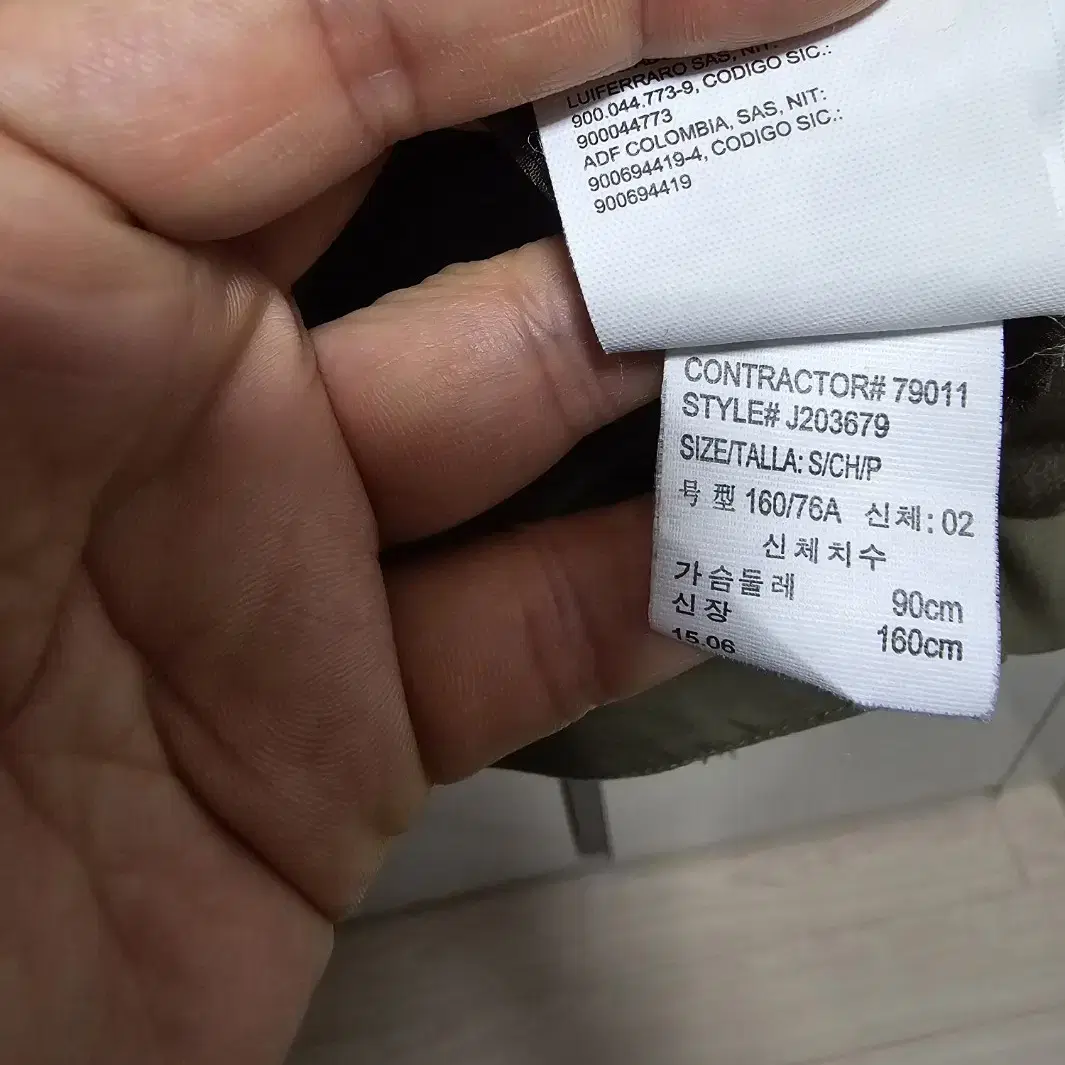 LUIFERRARO SAS, NIT:
900.044.773-9, CODIGO SIC.:
900044773
ADF COLOMBIA, SAS, NIT:
900694419-4, CODIGO SIC.:
900694419
CONTRACTOR# 79011
STYLE# J203679
SIZE/TALLA: S/CH/P
号 型 160/76A 신체: 02
신체치수
가슴둘레 90cm
신장 160cm
15.06